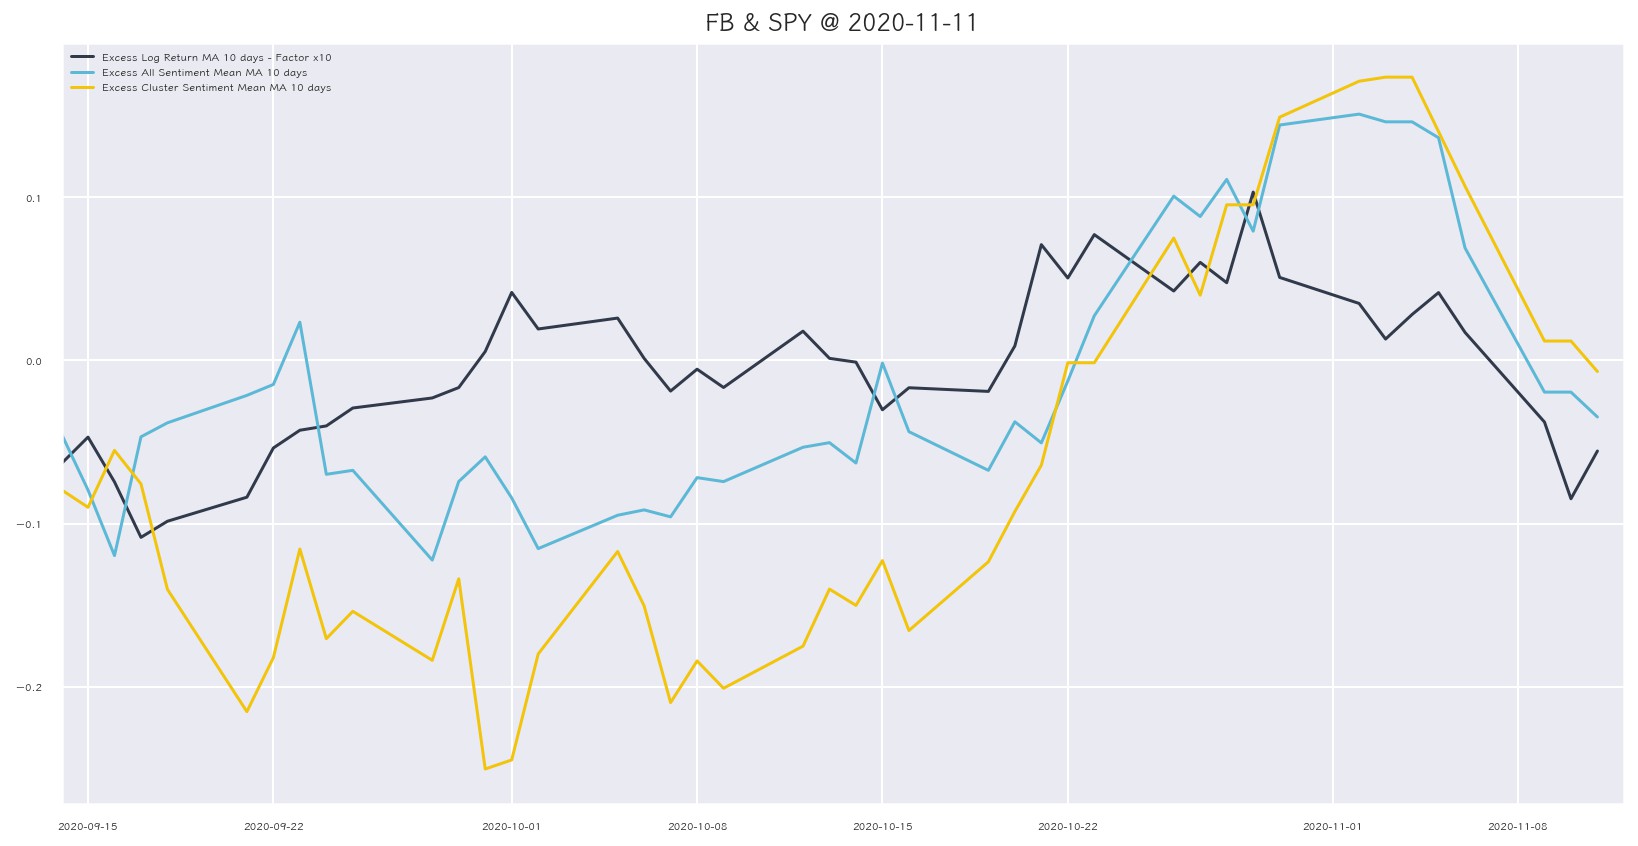 FB & SPY @ 2020-11-11
Excess Log Return MA 10 days - Factor x10
Excess All Sentiment Mean MA 10 days
Excess Cluster Sentiment Mean MA 10 days
0.1
0.0
−0.1
−0.2
2020-09-15 2020-09-22 2020-10-01 2020-10-08 2020-10-15 2020-10-22 2020-11-01 2020-11-08